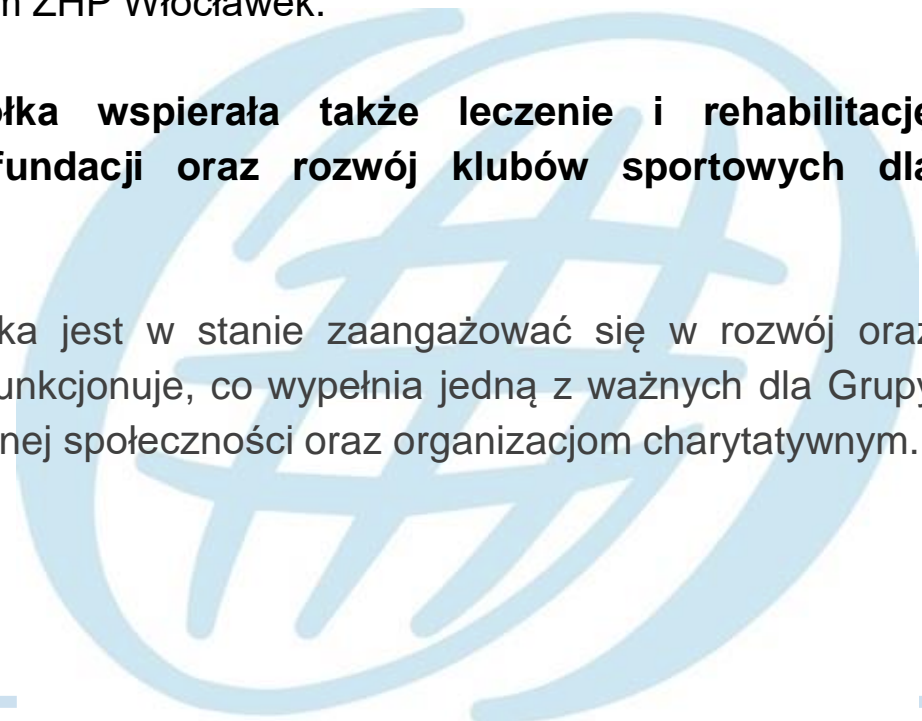 m ZHP Włocławek.
ółka wspierała także leczenie i rehabilitację
fundacji oraz rozwój klubów sportowych dla
ka jest w stanie zaangażować się w rozwój oraz
unkcjonuje, co wypełnia jedną z ważnych dla Grupy
nej społeczności oraz organizacjom charytatywnym.